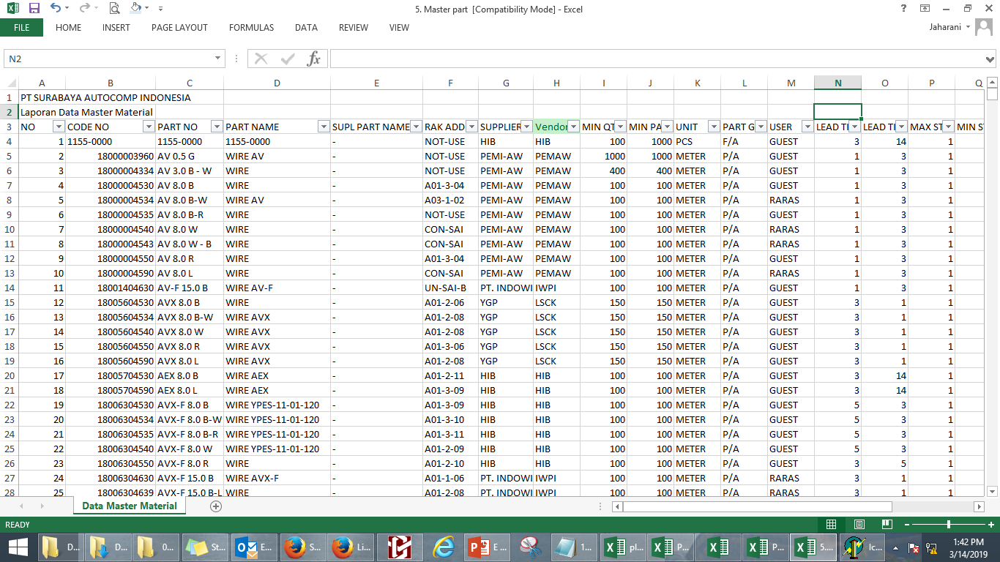 5. Master part [Compatibility Mode] - Excel
FILE HOME INSERT PAGE LAYOUT FORMULAS DATA REVIEW VIEW Jaharani
N2
A B C D E F G H I J K L M N O P Q
1 PT SURABAYA AUTOCOMP INDONESIA
2 Laporan Data Master Material
3 NO CODE NO PART NO PART NAME SUPL PART NAME RAK ADD SUPPLIER Vendor MIN QT MIN PA UNIT PART G USER LEAD TI LEAD TI MAX ST MIN S
4 1 1155-0000 1155-0000 1155-0000 - NOT-USE HIB HIB 100 1000 PCS F/A GUEST 3 14 1
5 2 18000003960 AV 0.5 G WIRE AV - NOT-USE PEMI-AW PEMAW 1000 1000 METER P/A GUEST 1 3 1
6 3 18000004334 AV 3.0 B - W WIRE - NOT-USE PEMI-AW PEMAW 400 400 METER P/A GUEST 1 3 1
7 4 18000004530 AV 8.0 B WIRE - A01-3-04 PEMI-AW PEMAW 100 100 METER P/A GUEST 1 3 1
8 5 18000004534 AV 8.0 B-W WIRE AV - A03-1-02 PEMI-AW PEMAW 100 100 METER P/A RARAS 1 3 1
9 6 18000004535 AV 8.0 B-R WIRE - NOT-USE PEMI-AW PEMAW 100 100 METER P/A GUEST 1 3 1
10 7 18000004540 AV 8.0 W WIRE - CON-SAI PEMI-AW PEMAW 100 100 METER P/A RARAS 1 3 1
11 8 18000004543 AV 8.0 W - B WIRE - CON-SAI PEMI-AW PEMAW 100 100 METER P/A RARAS 1 3 1
12 9 18000004550 AV 8.0 R WIRE - A01-3-04 PEMI-AW PEMAW 100 100 METER P/A GUEST 1 3 1
13 10 18000004590 AV 8.0 L WIRE - CON-SAI PEMI-AW PEMAW 100 100 METER P/A RARAS 1 3 1
14 11 18001404630 AV-F 15.0 B WIRE AV-F - UN-SAI-B PT. INDOWI IWPI 100 100 METER P/A GUEST 1 3 1
15 12 18005604530 AVX 8.0 B WIRE - A01-2-06 YGP LSCK 150 150 METER P/A GUEST 3 1 1
16 13 18005604534 AVX 8.0 B-W WIRE AVX - A01-2-08 YGP LSCK 150 150 METER P/A GUEST 3 1 1
17 14 18005604540 AVX 8.0 W WIRE AVX - A01-2-08 YGP LSCK 150 150 METER P/A GUEST 3 1 1
18 15 18005604550 AVX 8.0 R WIRE AVX - A01-3-06 YGP LSCK 150 150 METER P/A GUEST 3 1 1
19 16 18005604590 AVX 8.0 L WIRE AVX - A01-2-08 YGP LSCK 150 150 METER P/A GUEST 3 1 1
20 17 18005704530 AEX 8.0 B WIRE AEX - A01-2-11 HIB HIB 100 100 METER P/A GUEST 3 14 1
21 18 18005704590 AEX 8.0 L WIRE AEX - A01-3-09 HIB HIB 100 100 METER P/A GUEST 3 14 1
22 19 18006304530 AVX-F 8.0 B WIRE YPES-11-01-120 - A01-3-09 HIB HIB 100 100 METER P/A GUEST 5 3 1
23 20 18006304534 AVX-F 8.0 B-W WIRE YPES-11-01-120 - A01-3-10 HIB HIB 100 100 METER P/A GUEST 5 3 1
24 21 18006304535 AVX-F 8.0 B-R WIRE YPES-11-01-120 - A01-3-11 HIB HIB 100 100 METER P/A GUEST 5 3 1
25 22 18006304540 AVX-F 8.0 W WIRE YPES-11-01-120 - A01-2-09 HIB HIB 100 100 METER P/A GUEST 5 3 1
26 23 18006304550 AVX-F 8.0 R WIRE - A01-2-10 HIB HIB 100 100 METER P/A GUEST 3 5 1
27 24 18006304630 AVX-F 15.0 B WIRE AVX-F - A01-1-06 PT. INDOWI IWPI 100 100 METER P/A RARAS 3 1 1
28 25 18006304639 AVX-F 15.0 B-L WIRE - A01-2-08 PT. INDOWI IWPI 100 100 METER P/A RARAS 3 1 1
Data Master Material
READY
D... D... 0... St... E... S... Li... E ... 1... pl... P... P... 5.... Ic... 1:42 PM
3/14/2019